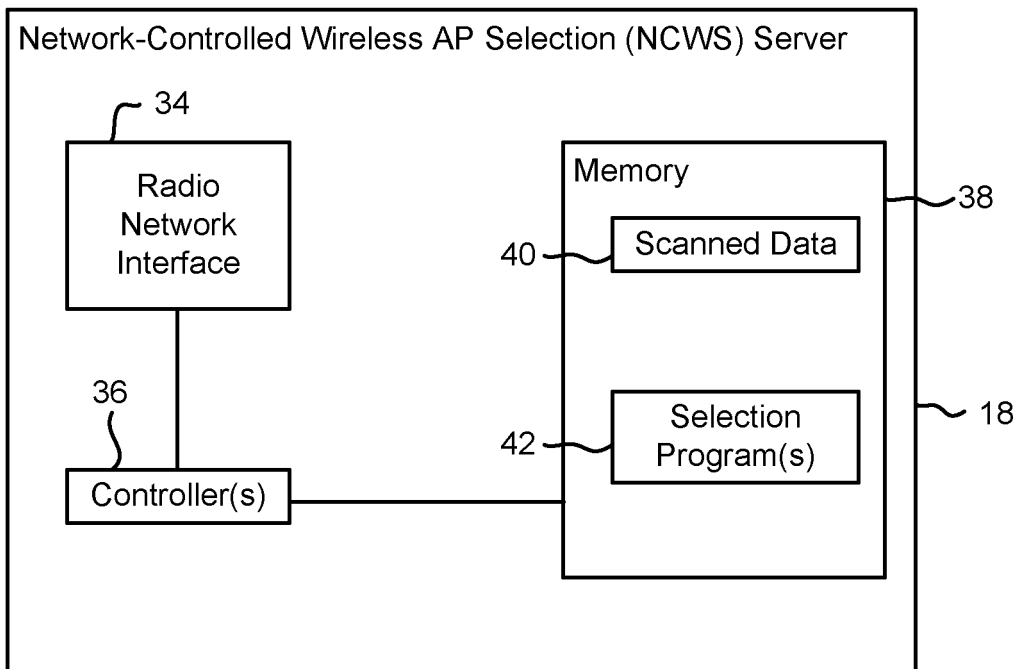 Network-Controlled Wireless AP Selection (NCWS) Server
34
Radio
Network
Interface
Memory
38
40
Scanned Data
36
18
42
Selection
Program(s)
Controller(s)